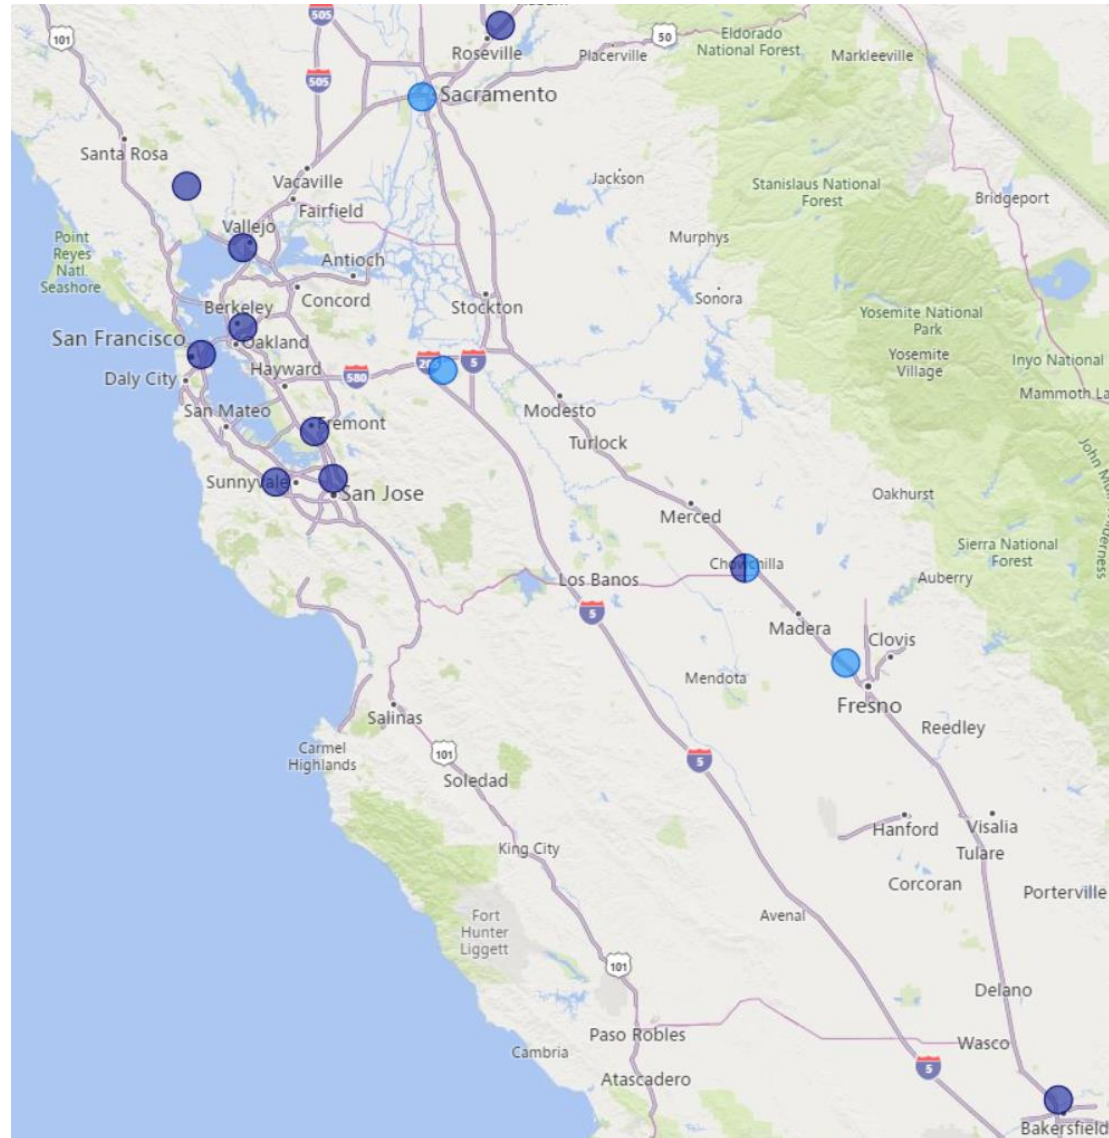 505
101
50
Eldorado
National Forest
Markleeville
Roseville
Placerville
505
Sacramento
Santa Rosa
Vacaville
Jackson
Stanislaus National
Forest
Bridgeport
Fairfield
Vallejo
Point
Reyes
Natl.
Seashore
Murphys
Antioch
Concord
Stockton
Sonora
Berkeley
Yosemite National
Park
San Francisco
Oakland
Yosemite
Village
Inyo National
Hayward
580
5
Daly City
Mammoth La
San Mateo
Modesto
Fremont
Turlock
John Mu
Sunnyvale
San Jose
Oakhurst
Merced
Sierra National
Forest
Chowchilla
Auberry
Los Banos
5
Madera
Clovis
Mendota
Fresno
Salinas
Reedley
101
Carmel
Highlands
5
Soledad
Hanford
Visalia
King City
Tulare
Corcoran
Porterville
Fort
Hunter
Liggett
Avenal
101
Delano
Paso Robles
Wasco
Cambria
5
Atascadero
Bakersfield